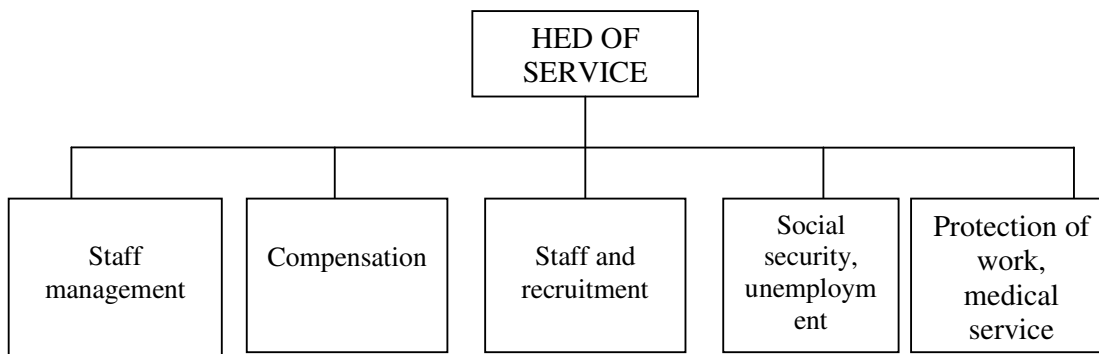 HED OF
SERVICE
Staff
management
Compensation
Staff and
recruitment
Social
security,
unemploym
ent
Protection of
work,
medical
service